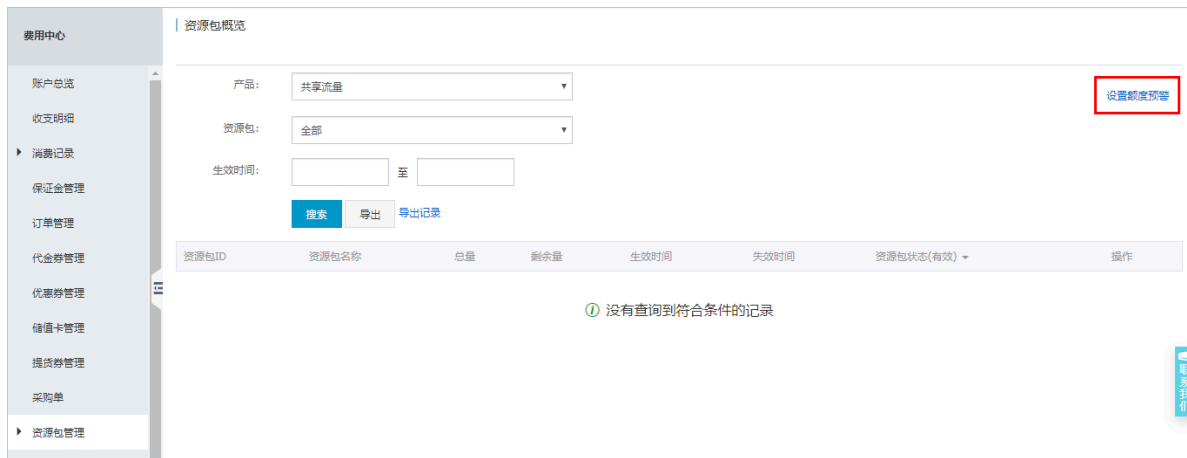 费用中心
账户总览
收支明细
消费记录
保证金管理
订单管理
代金券管理
优惠券管理
储值卡管理
提货券管理
采购单
资源包管理
资源包概览
产品: 共享流量
设置额度预警
资源包: 全部
生效时间: 至
搜索 导出 导出记录
资源包ID 资源包名称 总量 剩余量 生效时间 失效时间 资源包状态(有效) 操作
没有查询到符合条件的记录
联系我们